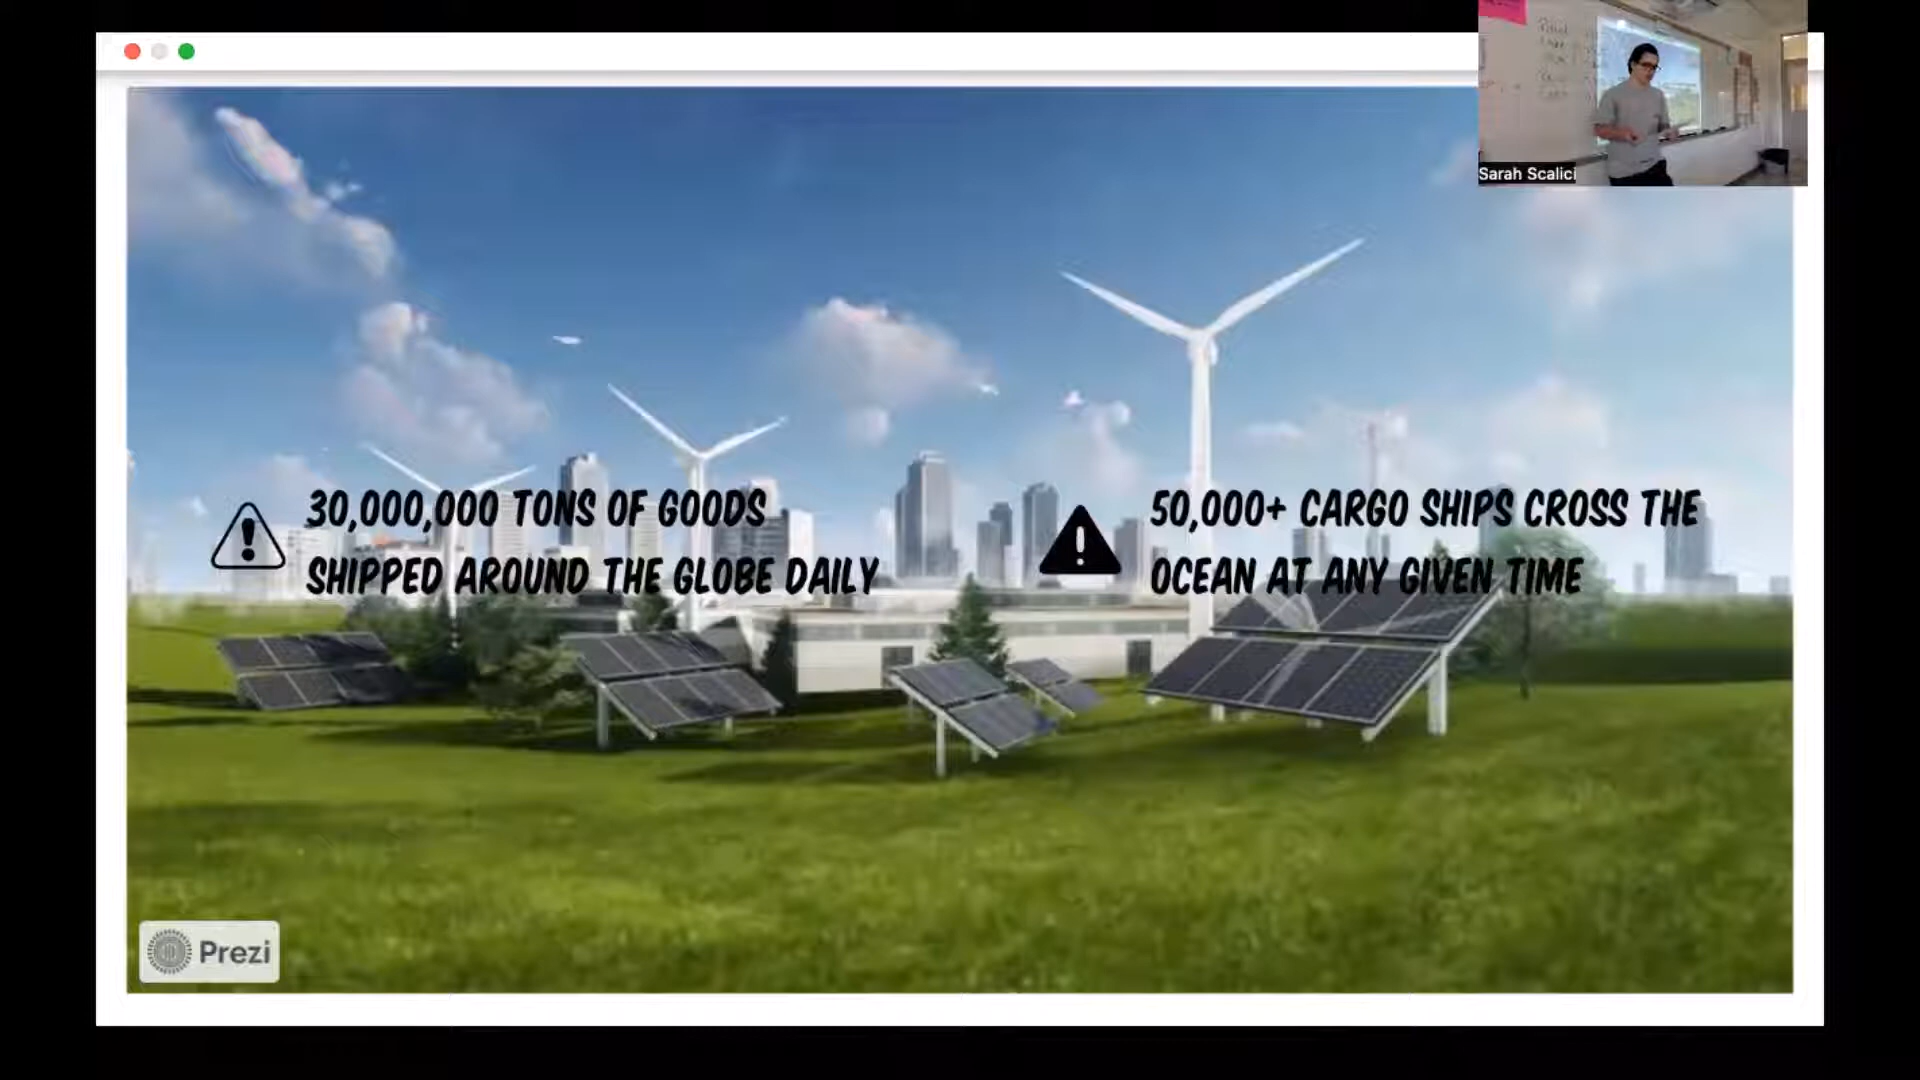 Sarah Scalici
30,000,000 TONS OF GOODS
SHIPPED AROUND THE GLOBE DAILY
50,000+ CARGO SHIPS CROSS THE
OCEAN AT ANY GIVEN TIME
Prezi